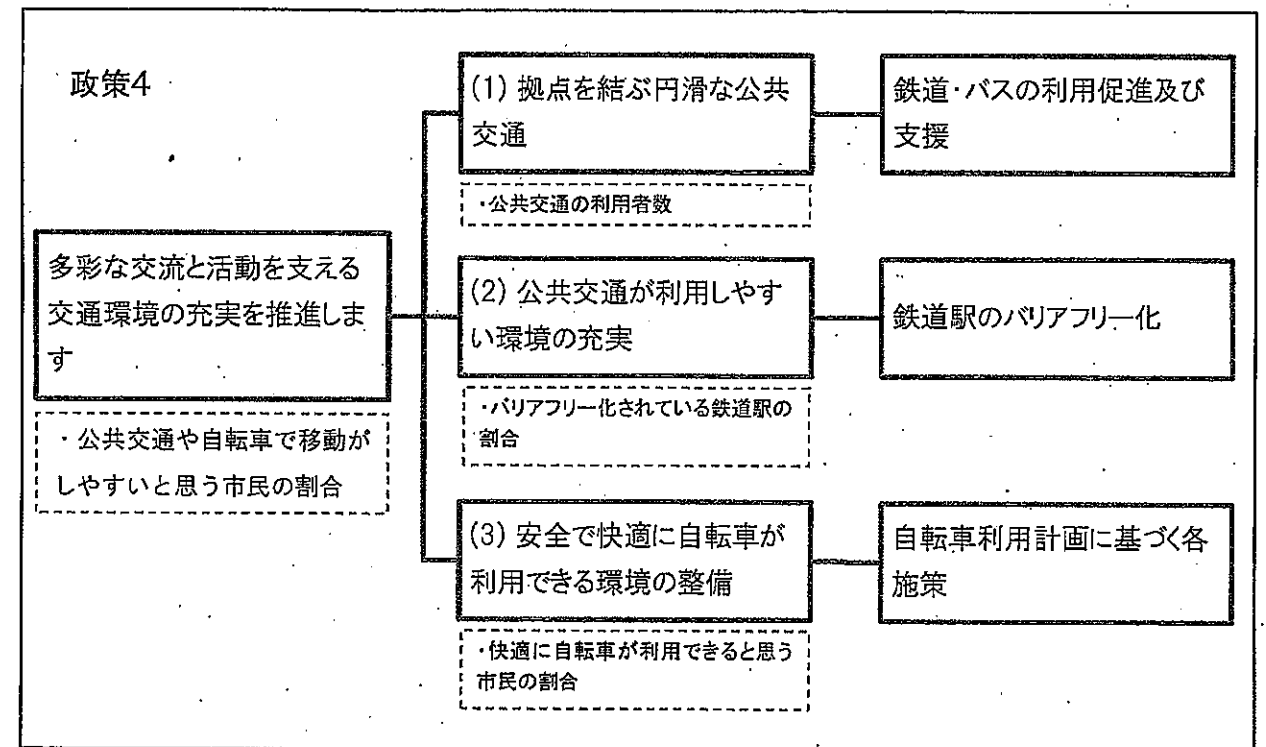 政策4
多彩な交流と活動を支える
交通環境の充実を推進しま
す
・公共交通や自転車で移動が
しやすいと思う市民の割合
(1) 拠点を結ぶ円滑な公共
交通
・公共交通の利用者数
鉄道・バスの利用促進及び
支援
(2) 公共交通が利用しやす
い環境の充実
・バリアフリー化されている鉄道駅の
割合
鉄道駅のバリアフリー化
(3) 安全で快適に自転車が
利用できる環境の整備
・快適に自転車が利用できると思う
市民の割合
自転車利用計画に基づく各
施策